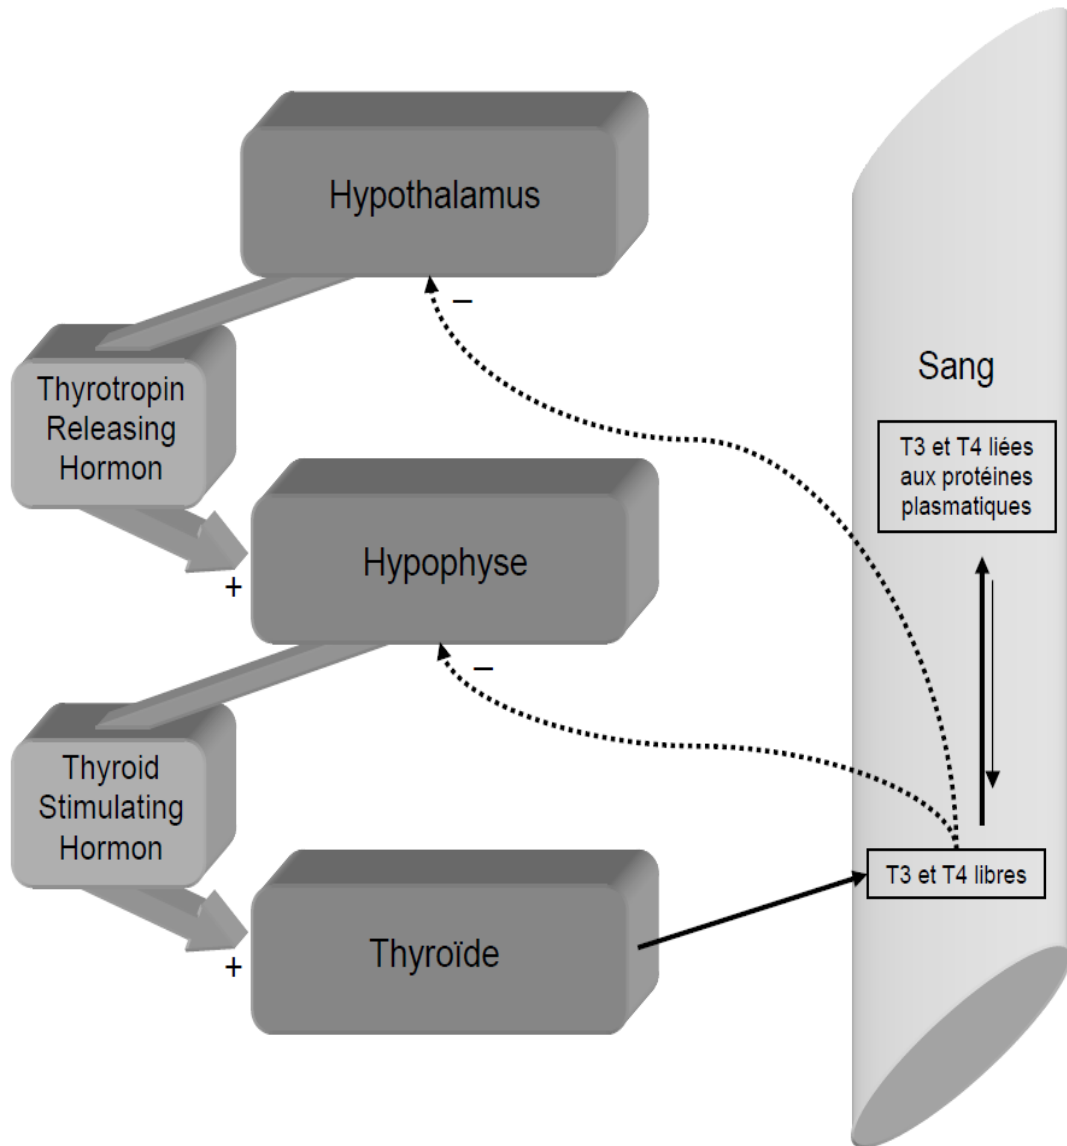 Hypothalamus
–
Thyrotropin
Releasing
Hormon
Sang
T3 et T4 liées
aux protéines
plasmatiques
Hypophyse
+
–
Thyroid
Stimulating
Hormon
T3 et T4 libres
Thyroïde
+